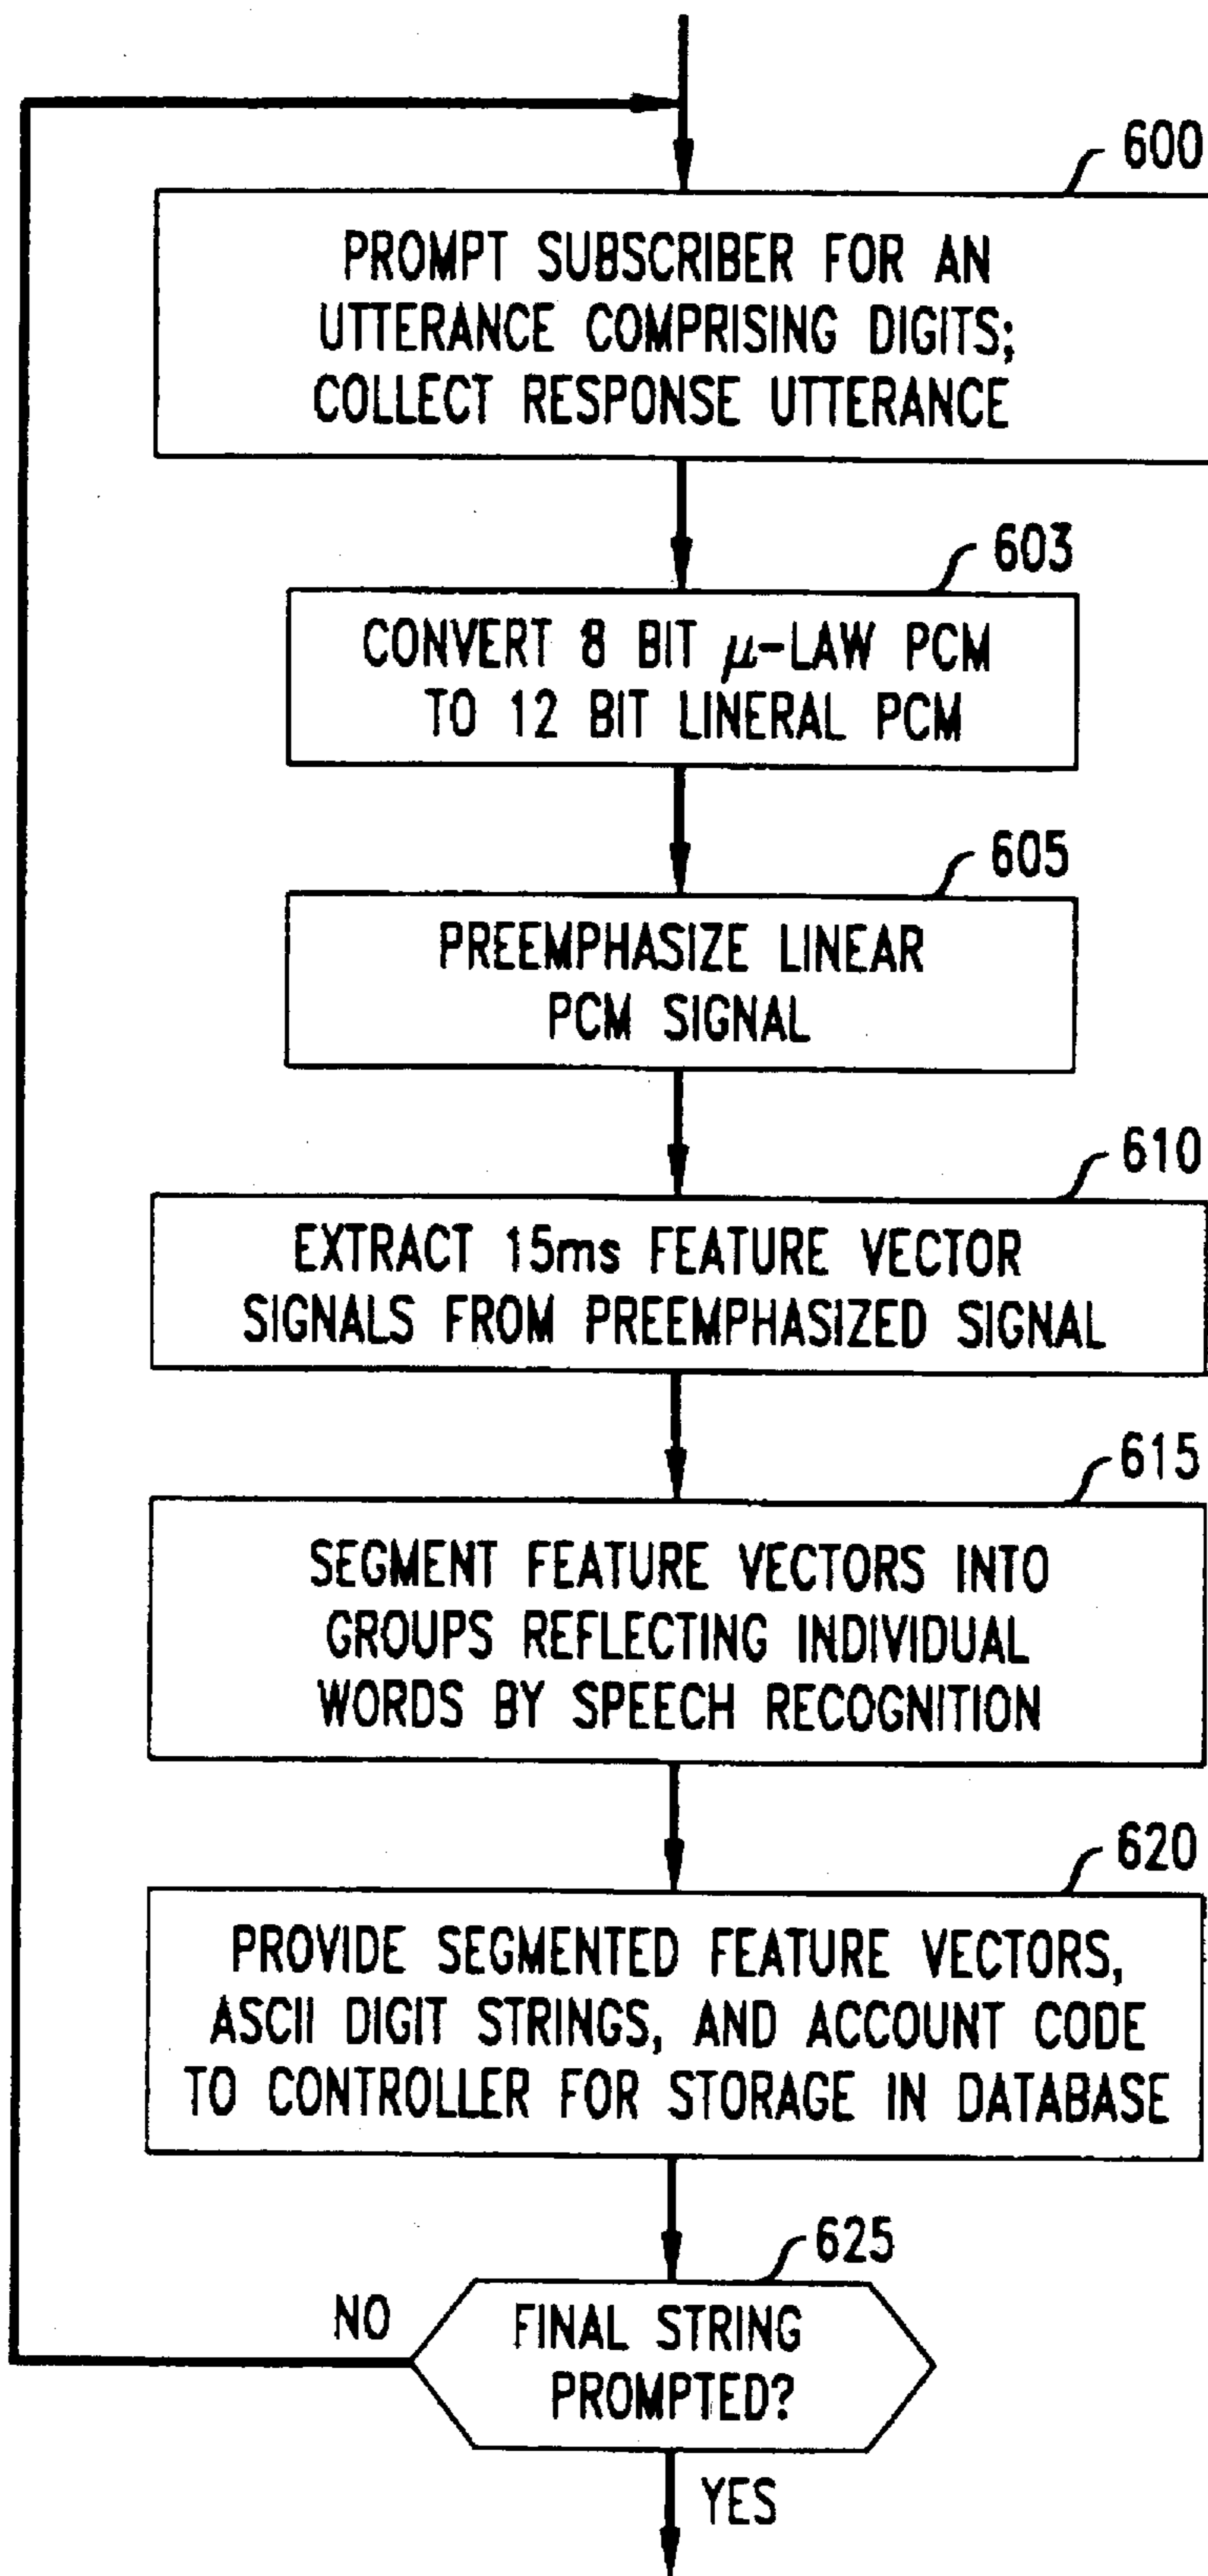 600
PROMPT SUBSCRIBER FOR AN
UTTERANCE COMPRISING DIGITS;
COLLECT RESPONSE UTTERANCE
603
CONVERT 8 BIT μ-LAW PCM
TO 12 BIT LINERAL PCM
605
PREEMPHASIZE LINEAR
PCM SIGNAL
610
EXTRACT 15ms FEATURE VECTOR
SIGNALS FROM PREEMPHASIZED SIGNAL
615
SEGMENT FEATURE VECTORS INTO
GROUPS REFLECTING INDIVIDUAL
WORDS BY SPEECH RECOGNITION
620
PROVIDE SEGMENTED FEATURE VECTORS,
ASCII DIGIT STRINGS, AND ACCOUNT CODE
TO CONTROLLER FOR STORAGE IN DATABASE
625
NO
FINAL STRING
PROMPTED?
YES